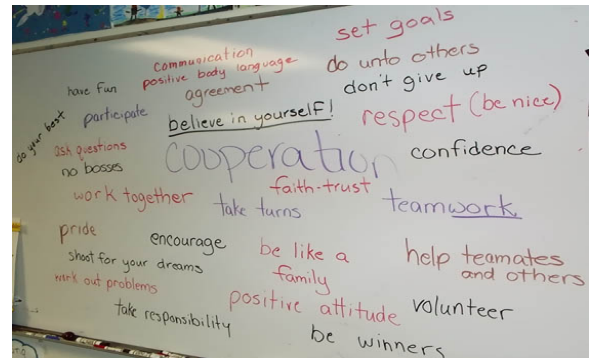 set goals
communication
positive body language
do unto others
have fun
agreement
don't give up
do your best
participate
believe in yourself!
respect (be nice)
ask questions
no bosses
cooperation
confidence
work together
faith-trust
take turns
teamwork
pride
encourage
be like a
family
help teamates
and others
shoot for your dreams
work out problems
positive attitude
volunteer
take responsibility
be winners